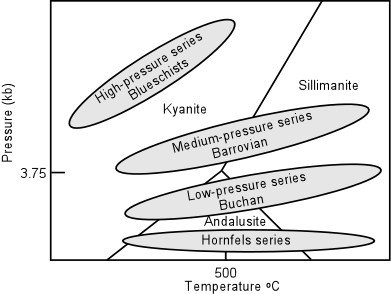 High-pressure series
Blueschists
Sillimanite
Kyanite
Medium-pressure series
Barrovian
Pressure (kb)
3.75
Low-pressure series
Buchan
Andalusite
Hornfels series
500
Temperature ºC